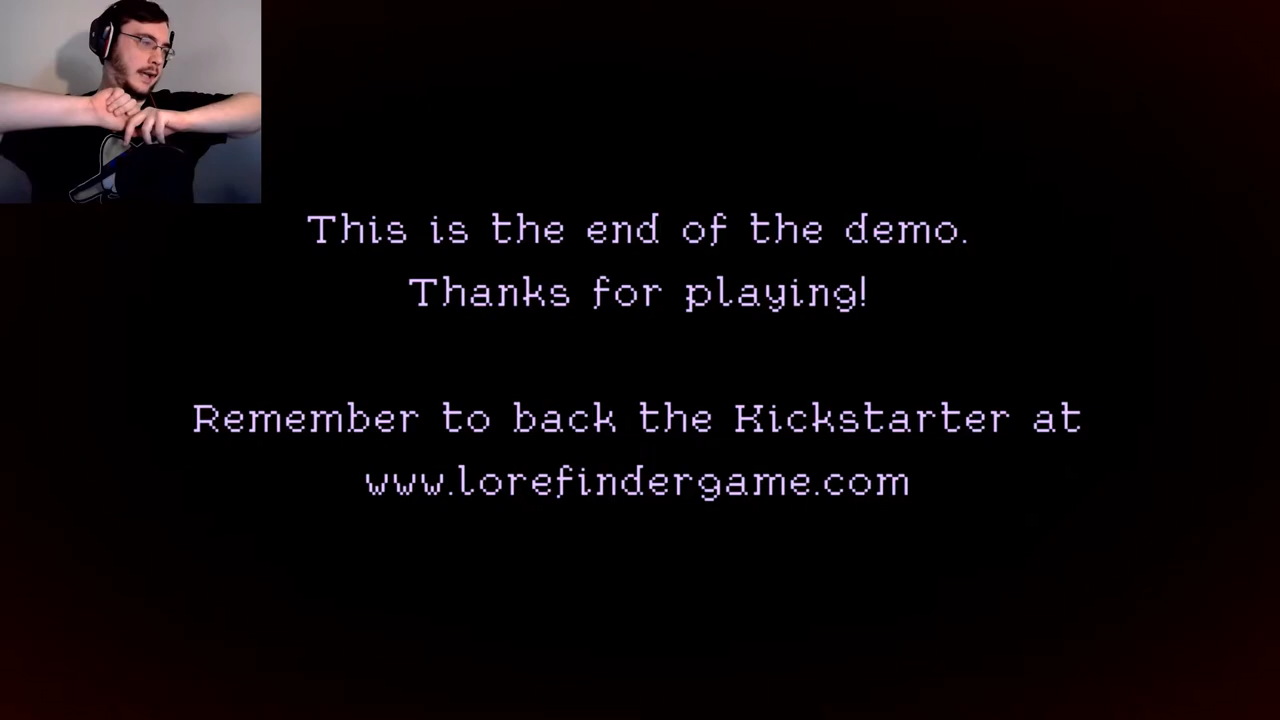 This is the end of the demo.
Thanks for playing!
Remember to back the Kickstarter at
www.lorefindergame.com